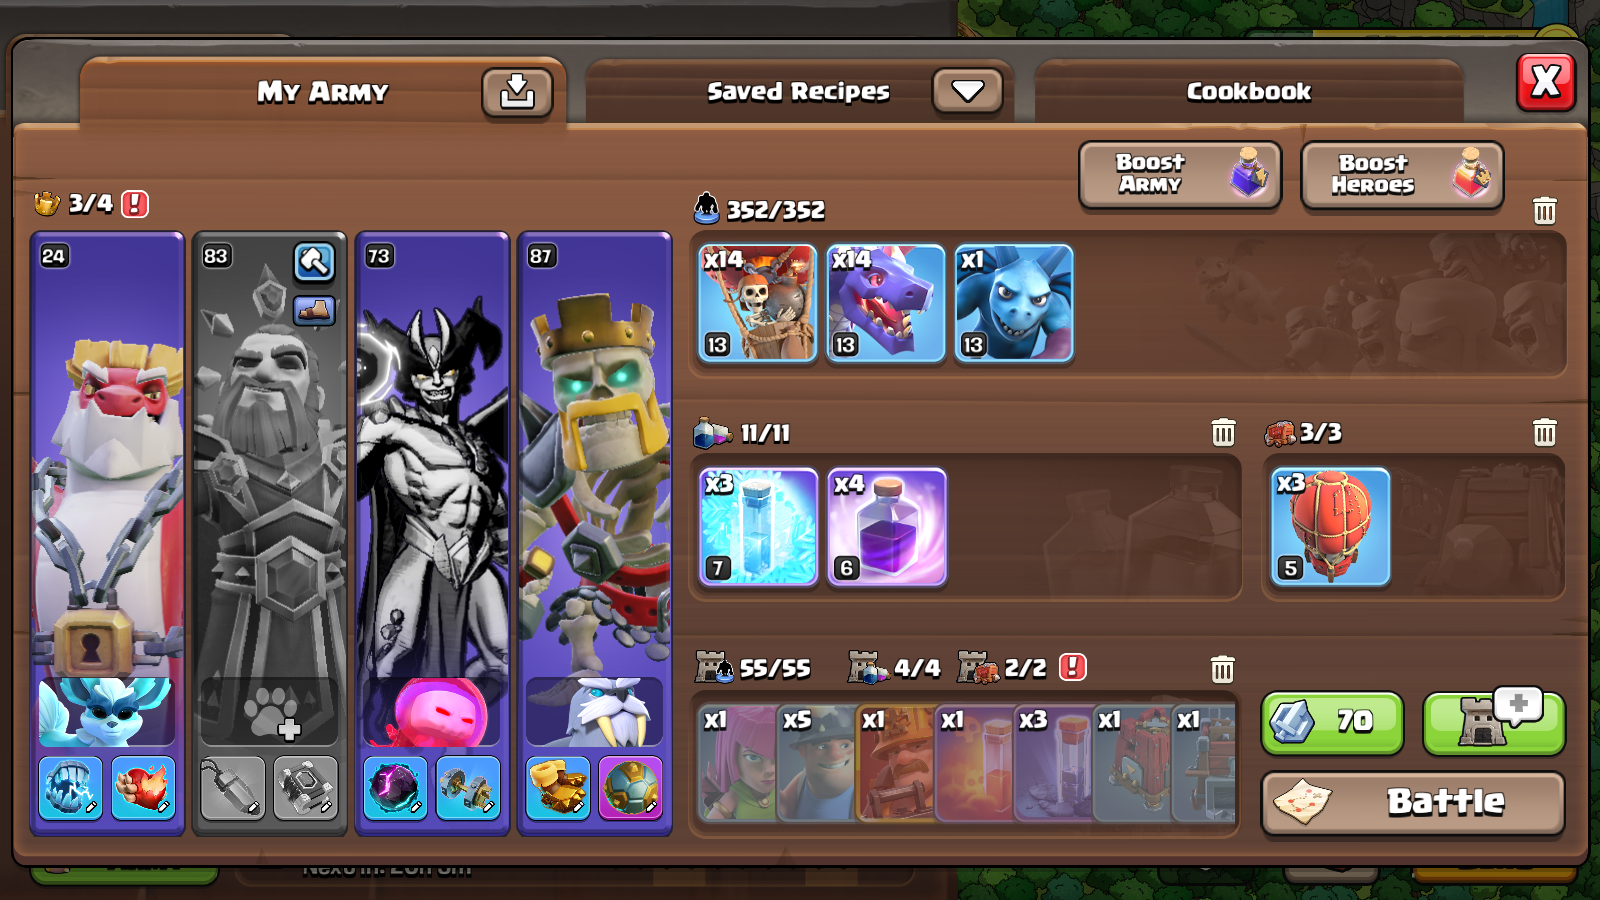 My Army
Saved Recipes
Cookbook
X
Boost
Army
Boost
Heroes
3/4
!
352/352
24
83
73
87
x14
13
x14
13
x1
13
11/11
3/3
x3
7
x4
6
x3
5
55/55
4/4
2/2
!
x1
x5
x1
x1
x3
x1
x1
70
Battle